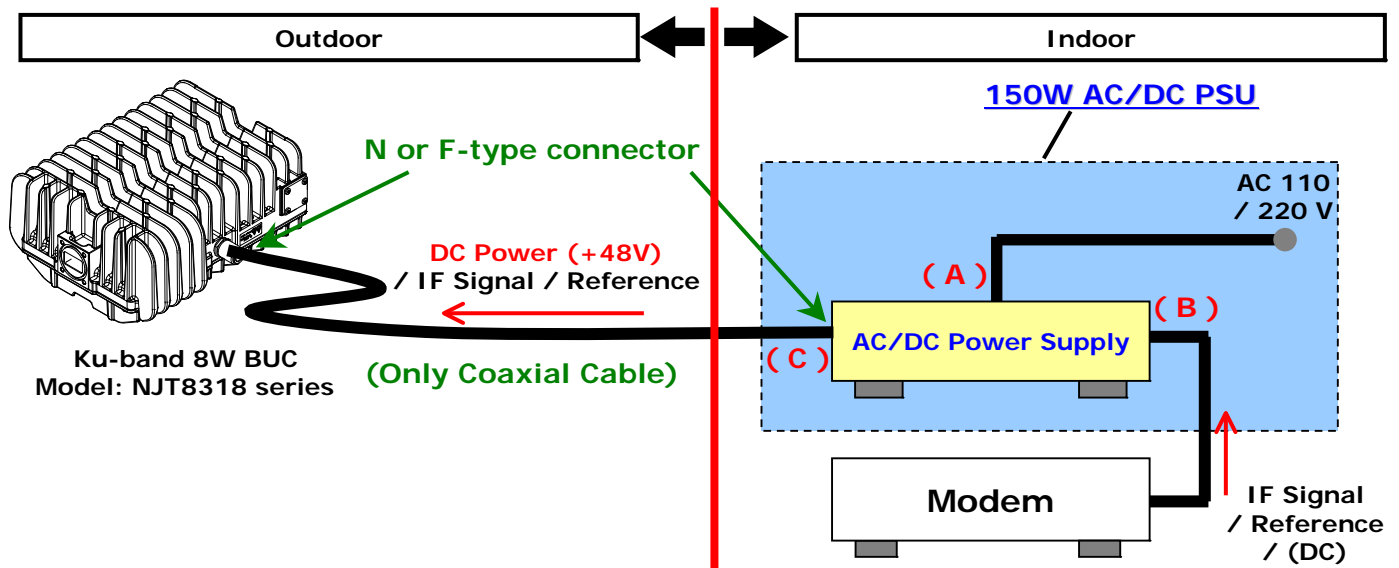 Outdoor
Indoor
150W AC/DC PSU
N or F-type connector
AC 110
/ 220 V
DC Power (+48V)
/ IF Signal / Reference
( A )
( B )
( C )
AC/DC Power Supply
Ku-band 8W BUC
Model: NJT8318 series
(Only Coaxial Cable)
Modem
IF Signal
/ Reference
/ (DC)